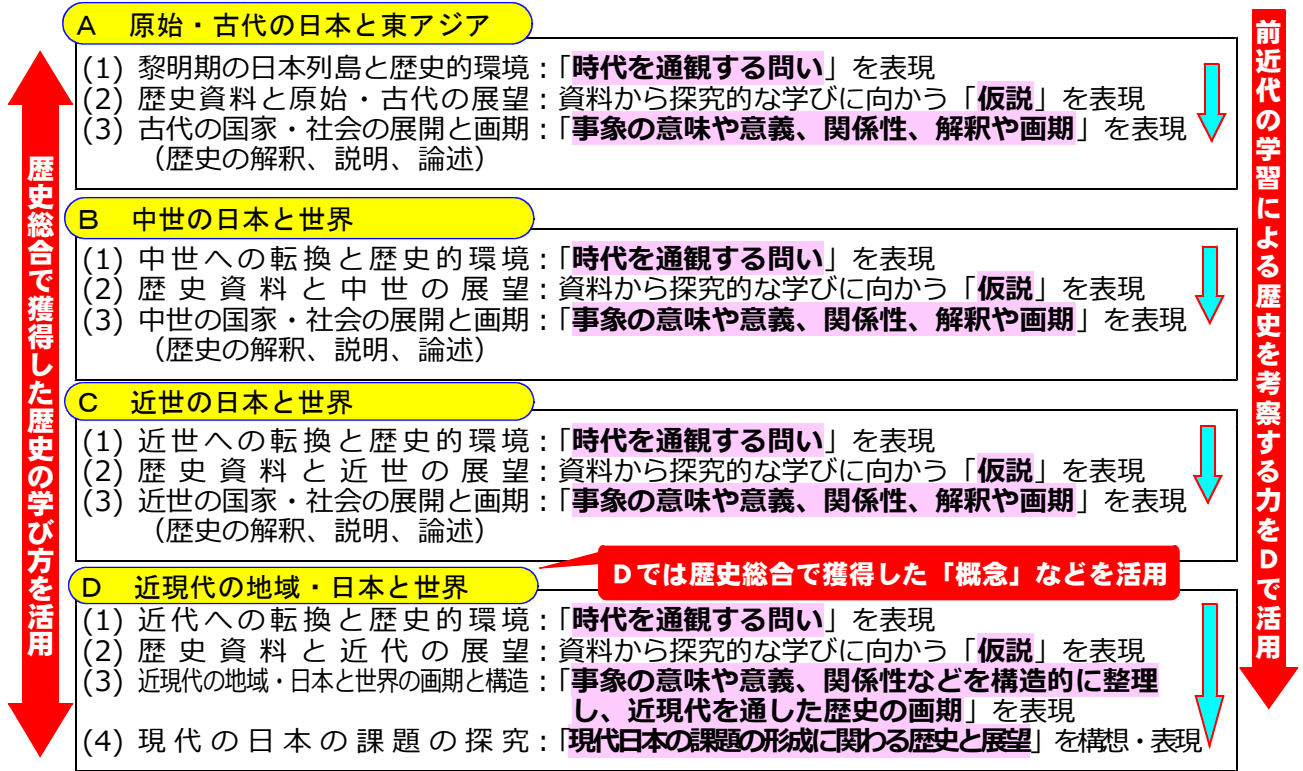 A　原始・古代の日本と東アジア
(1) 黎明期の日本列島と歴史的環境：「時代を通観する問い」を表現
(2) 歴史資料と原始・古代の展望：資料から探究的な学びに向かう「仮説」を表現
(3) 古代の国家・社会の展開と画期：「事象の意味や意義、関係性、解釈や画期」を表現
（歴史の解釈、説明、論述）
B　中世の日本と世界
(1) 中世への転換と歴史的環境：「時代を通観する問い」を表現
(2) 歴史資料と中世の展望：資料から探究的な学びに向かう「仮説」を表現
(3) 中世の国家・社会の展開と画期：「事象の意味や意義、関係性、解釈や画期」を表現
（歴史の解釈、説明、論述）
C　近世の日本と世界
(1) 近世への転換と歴史的環境：「時代を通観する問い」を表現
(2) 歴史資料と近世の展望：資料から探究的な学びに向かう「仮説」を表現
(3) 近世の国家・社会の展開と画期：「事象の意味や意義、関係性、解釈や画期」を表現
（歴史の解釈、説明、論述）
D　近現代の地域・日本と世界
Dでは歴史総合で獲得した「概念」などを活用
(1) 近代への転換と歴史的環境：「時代を通観する問い」を表現
(2) 歴史資料と近代の展望：資料から探究的な学びに向かう「仮説」を表現
(3) 近現代の地域・日本と世界の画期と構造：「事象の意味や意義、関係性などを構造的に整理
し、近現代を通した歴史の画期」を表現
(4) 現代の日本の課題の探究：「現代日本の課題の形成に関わる歴史と展望」を構想・表現
歴史総合で獲得した歴史の学び方を活用
前近代の学習による歴史を考察する力をDで活用